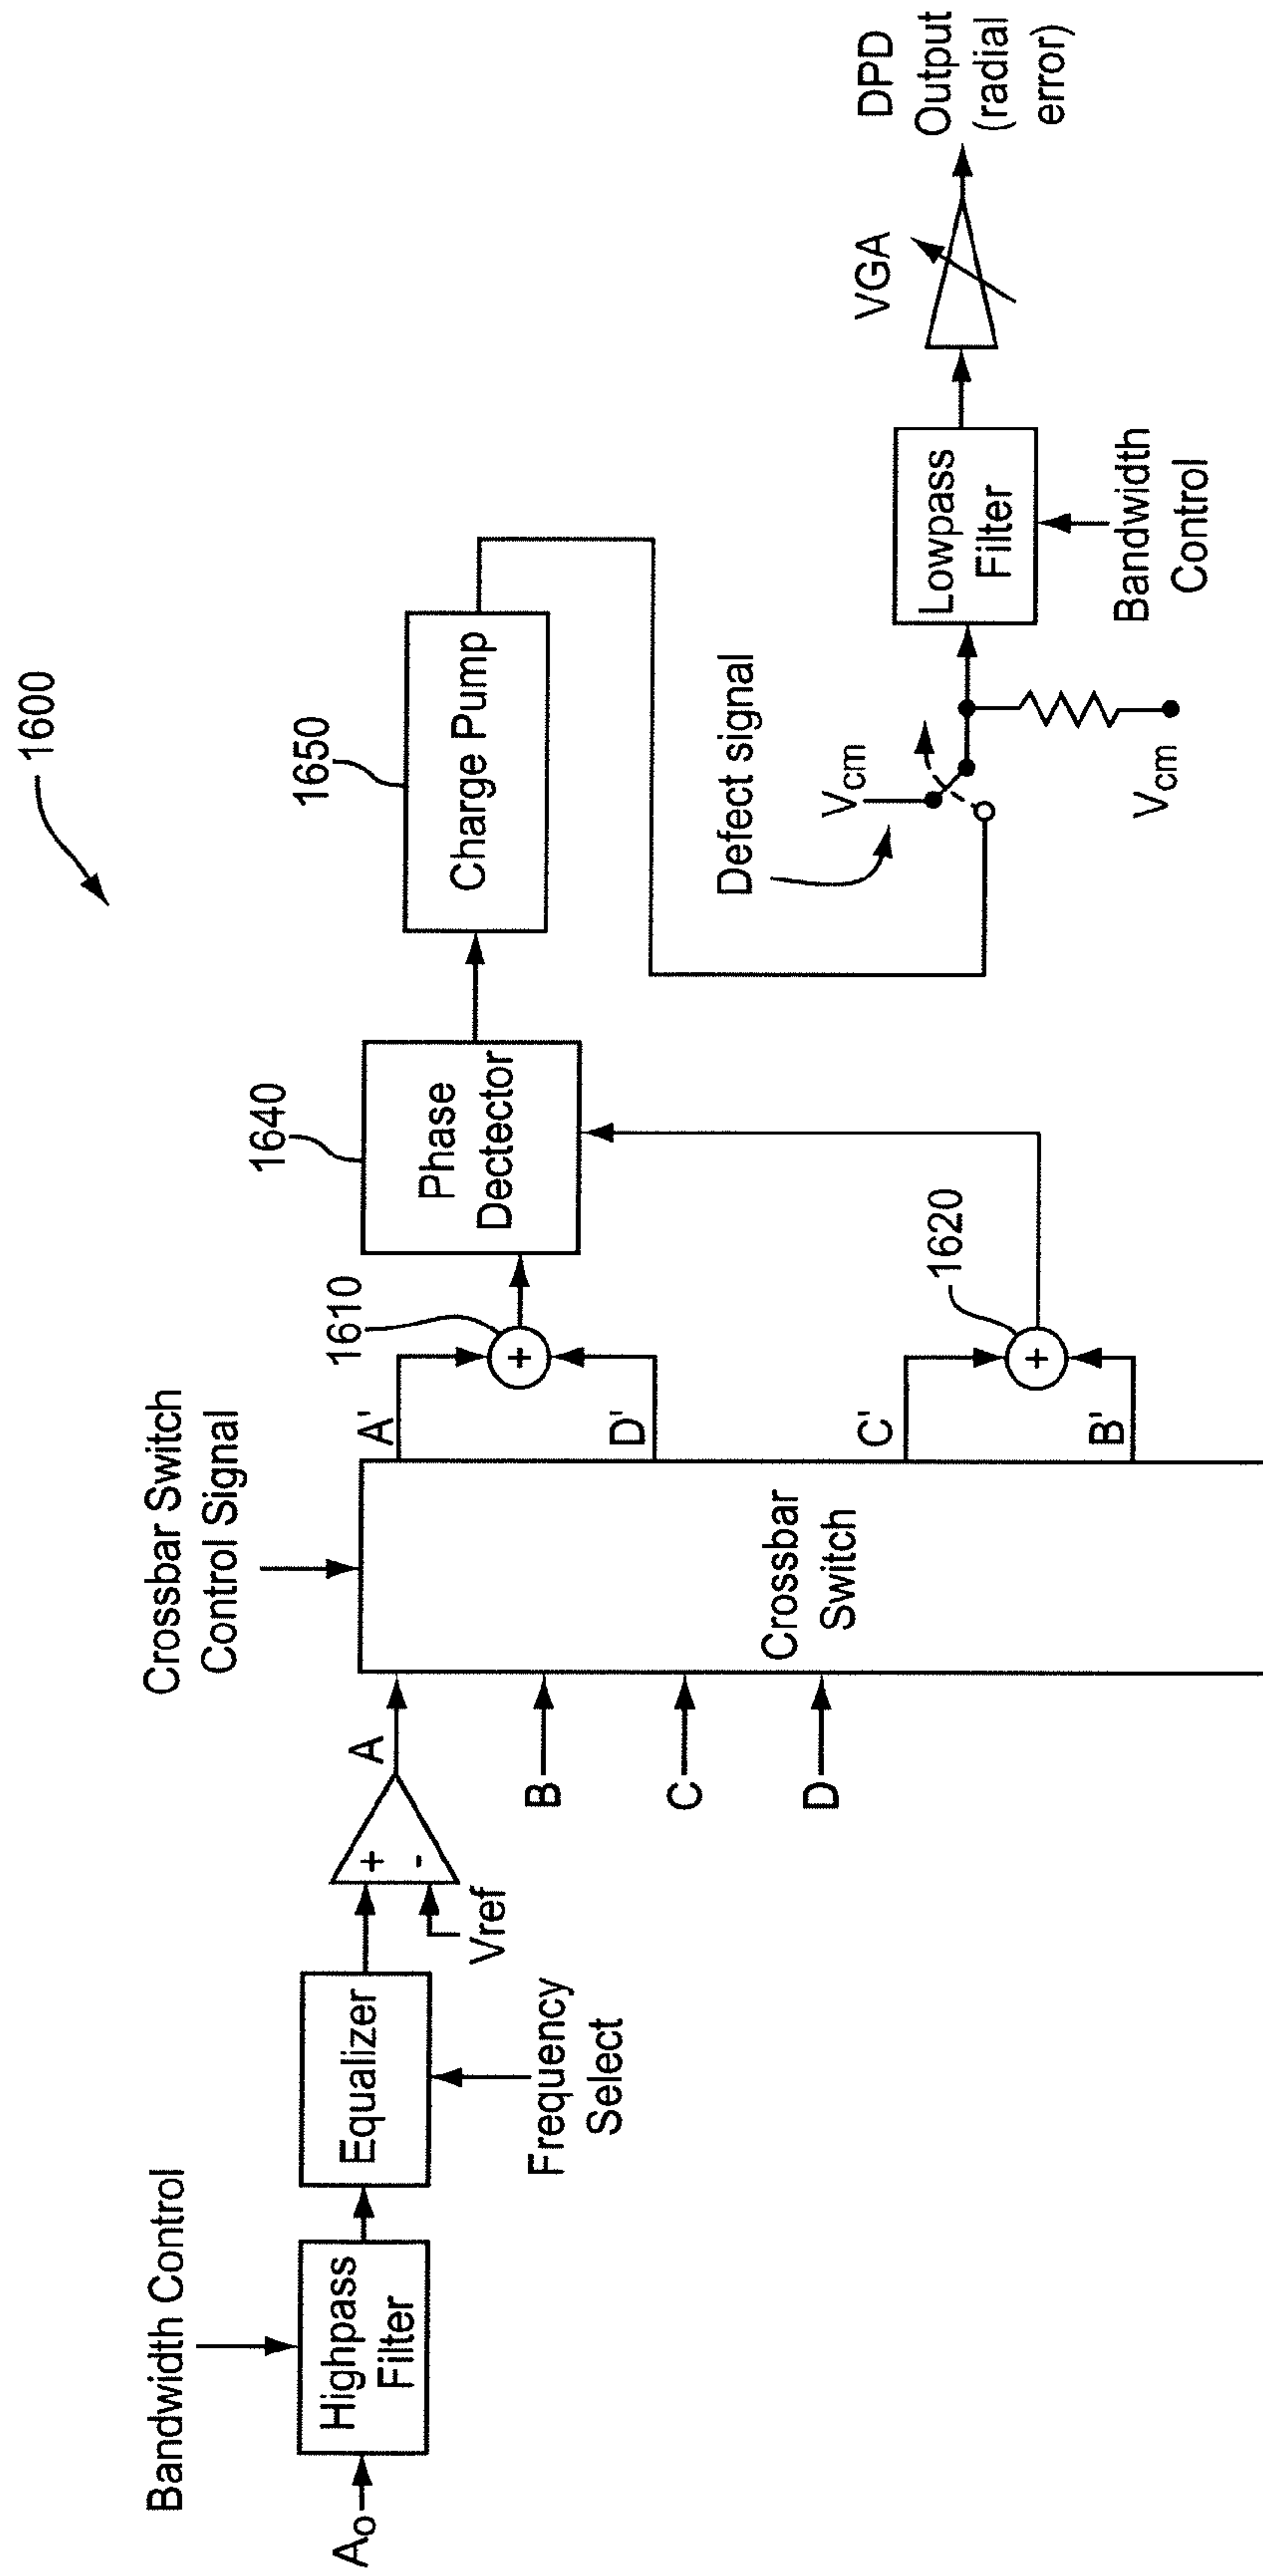 1600
Bandwidth Control
A₀
Highpass
Filter
Equalizer
Frequency
Select
+
-
Vref
A
B
C
D
Crossbar Switch
Control Signal
Crossbar
Switch
A'
D'
C'
B'
1610
+
1620
+
1640
Phase
Dectector
1650
Charge Pump
Defect signal
Vcm
Vcm
Lowpass
Filter
Bandwidth
Control
VGA
DPD
Output
(radial
error)